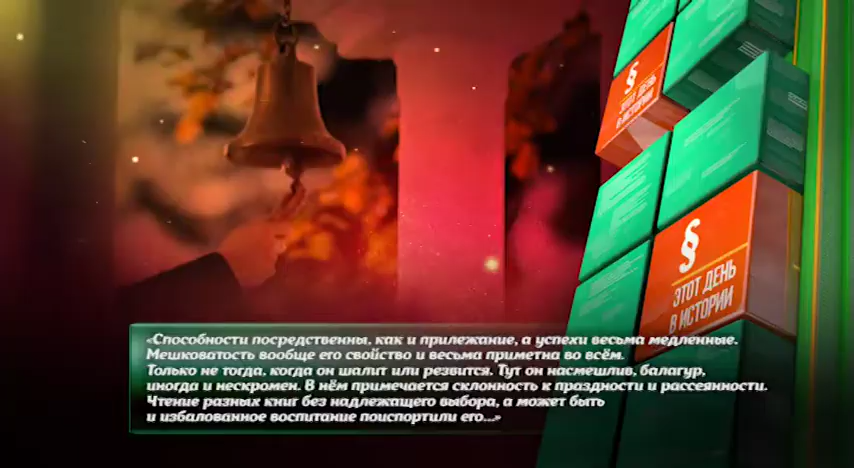 §
ЭТОТ ДЕНЬ
В ИСТОРИИ
§
ЭТОТ ДЕНЬ
В ИСТОРИИ
«Способности посредственны, как и прилежание, а успехи весьма медленные.
Мешковатость вообще его свойство и весьма приметна во всём.
Только не тогда, когда он шалит или резвится. Тут он насмешлив, балагур,
иногда и нескромен. В нём примечается склонность к праздности и рассеянности.
Чтение разных книг без надлежащего выбора, а может быть
и избалованное воспитание поиспортили его...»